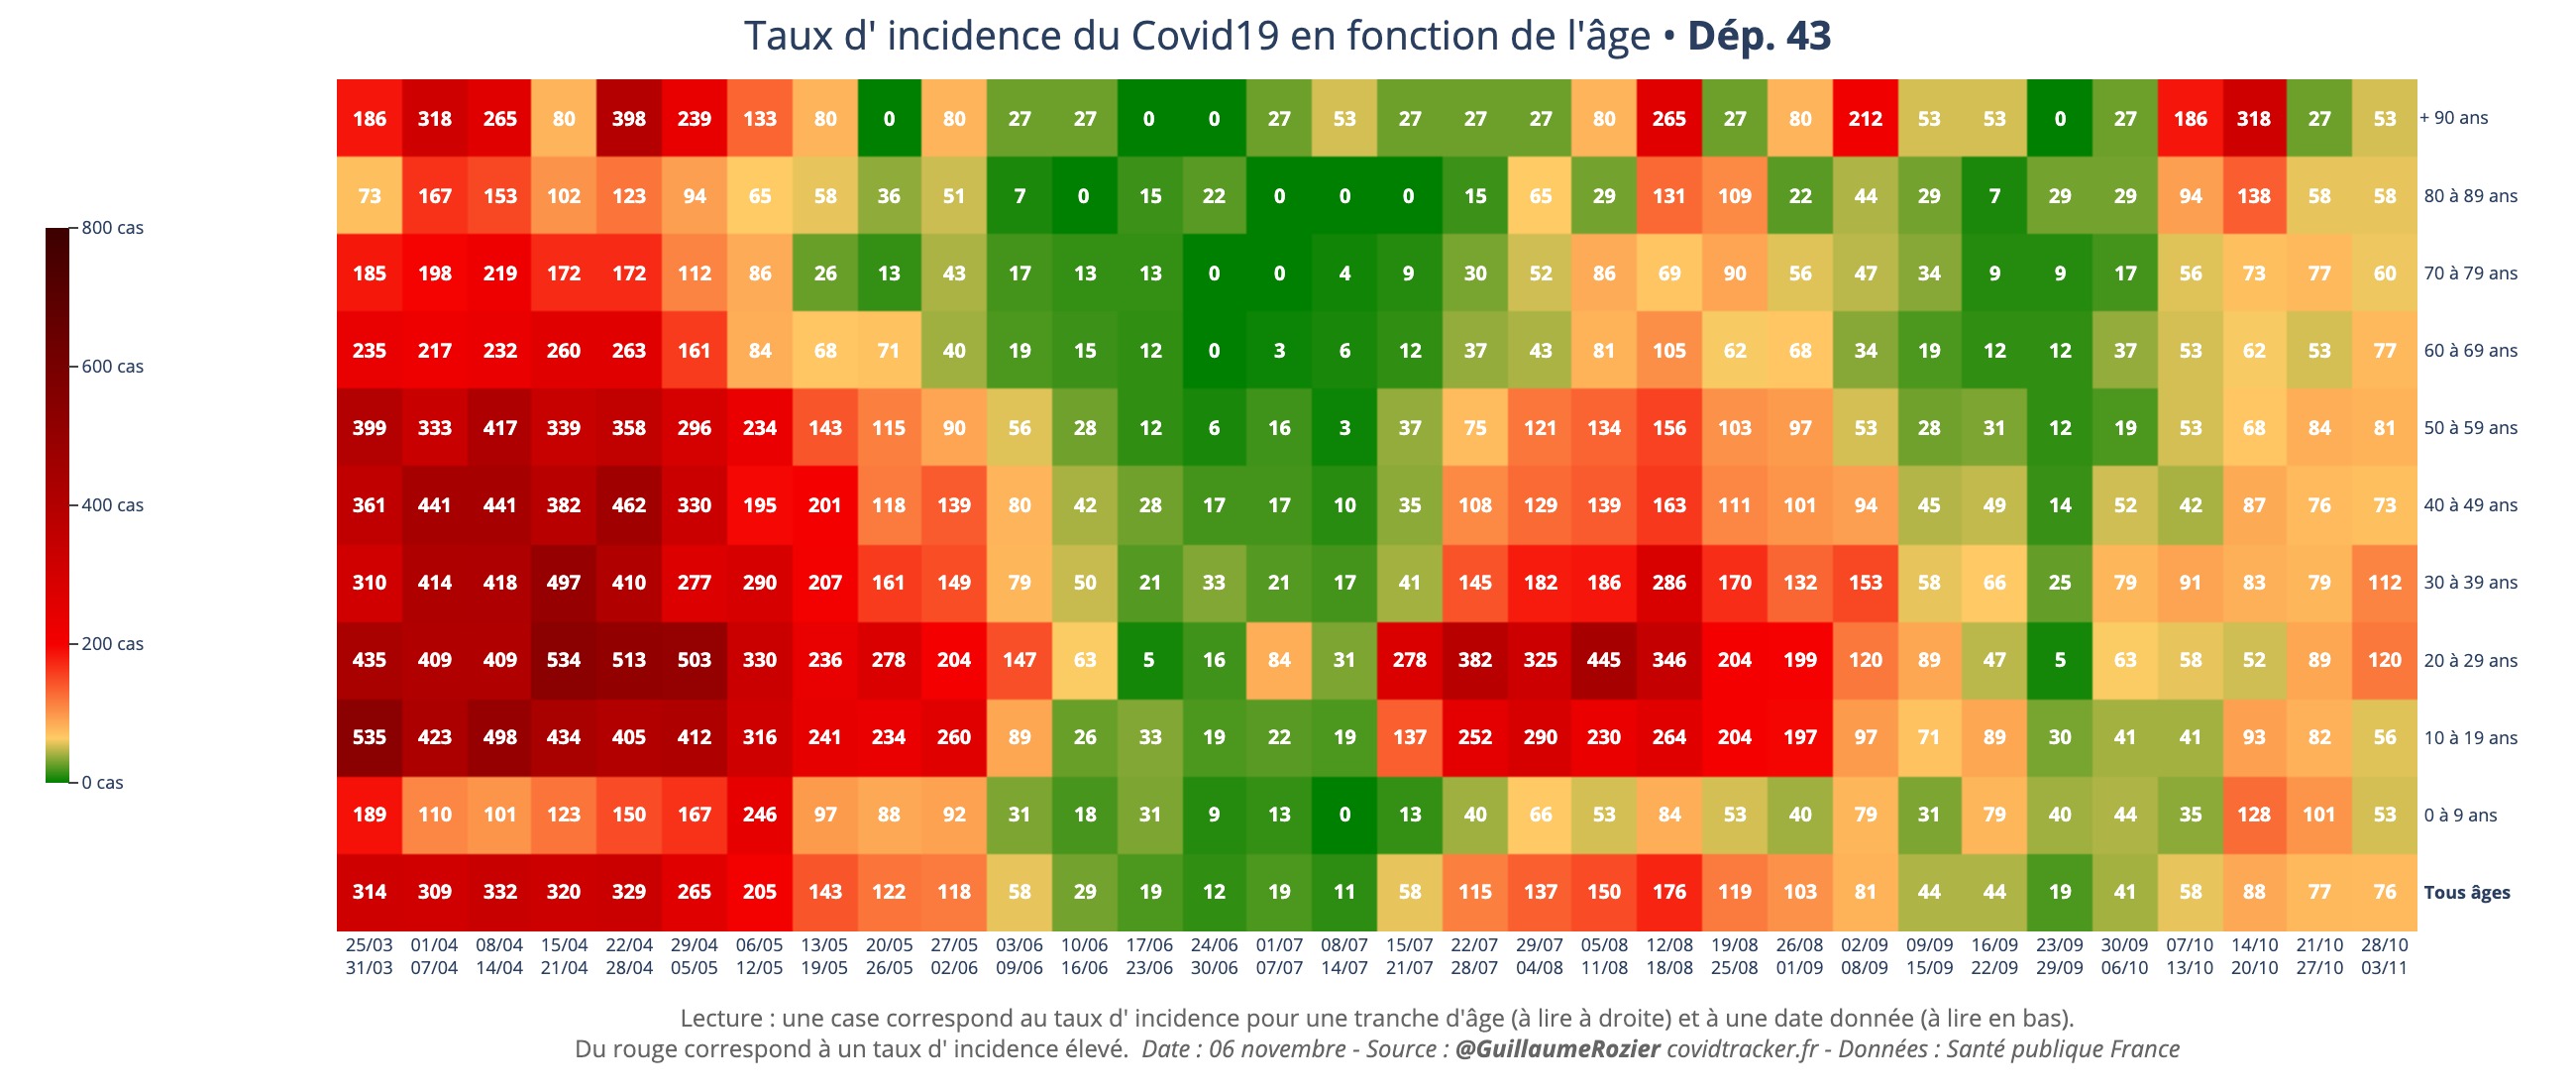 Taux d' incidence du Covid19 en fonction de l'âge • Dép. 43
800 cas
600 cas
400 cas
200 cas
0 cas
186 318 265 80 398 239 133 80 0 80 27 27 0 0 27 53 27 27 27 80 265 27 80 212 53 53 0 27 186 318 27 53 + 90 ans
73 167 153 102 123 94 65 58 36 51 7 0 15 22 0 0 0 15 65 29 131 109 22 44 29 7 29 29 94 138 58 58 80 à 89 ans
185 198 219 172 172 112 86 26 13 43 17 13 13 0 0 4 9 30 52 86 69 90 56 47 34 9 9 17 56 73 77 60 70 à 79 ans
235 217 232 260 263 161 84 68 71 40 19 15 12 0 3 6 12 37 43 81 105 62 68 34 19 12 12 37 53 62 53 77 60 à 69 ans
399 333 417 339 358 296 234 143 115 90 56 28 12 6 16 3 37 75 121 134 156 103 97 53 28 31 12 19 53 68 84 81 50 à 59 ans
361 441 441 382 462 330 195 201 118 139 80 42 28 17 17 10 35 108 129 139 163 111 101 94 45 49 14 52 42 87 76 73 40 à 49 ans
310 414 418 497 410 277 290 207 161 149 79 50 21 33 21 17 41 145 182 186 286 170 132 153 58 66 25 79 91 83 79 112 30 à 39 ans
435 409 409 534 513 503 330 236 278 204 147 63 5 16 84 31 278 382 325 445 346 204 199 120 89 47 5 63 58 52 89 120 20 à 29 ans
535 423 498 434 405 412 316 241 234 260 89 26 33 19 22 19 137 252 290 230 264 204 197 97 71 89 30 41 41 93 82 56 10 à 19 ans
189 110 101 123 150 167 246 97 88 92 31 18 31 9 13 0 13 40 66 53 84 53 40 79 31 79 40 44 35 128 101 53 0 à 9 ans
314 309 332 320 329 265 205 143 122 118 58 29 19 12 19 11 58 115 137 150 176 119 103 81 44 44 19 41 58 88 77 76 Tous âges
25/03 01/04 08/04 15/04 22/04 29/04 06/05 13/05 20/05 27/05 03/06 10/06 17/06 24/06 01/07 08/07 15/07 22/07 29/07 05/08 12/08 19/08 26/08 02/09 09/09 16/09 23/09 30/09 07/10 14/10 21/10 28/10
31/03 07/04 14/04 21/04 28/04 05/05 12/05 19/05 26/05 02/06 09/06 16/06 23/06 30/06 07/07 14/07 21/07 28/07 04/08 11/08 18/08 25/08 01/09 08/09 15/09 22/09 29/09 06/10 13/10 20/10 27/10 03/11
Lecture : une case correspond au taux d' incidence pour une tranche d'âge (à lire à droite) et à une date donnée (à lire en bas).
Du rouge correspond à un taux d' incidence élevé. Date : 06 novembre - Source : @GuillaumeRozier covidtracker.fr - Données : Santé publique France